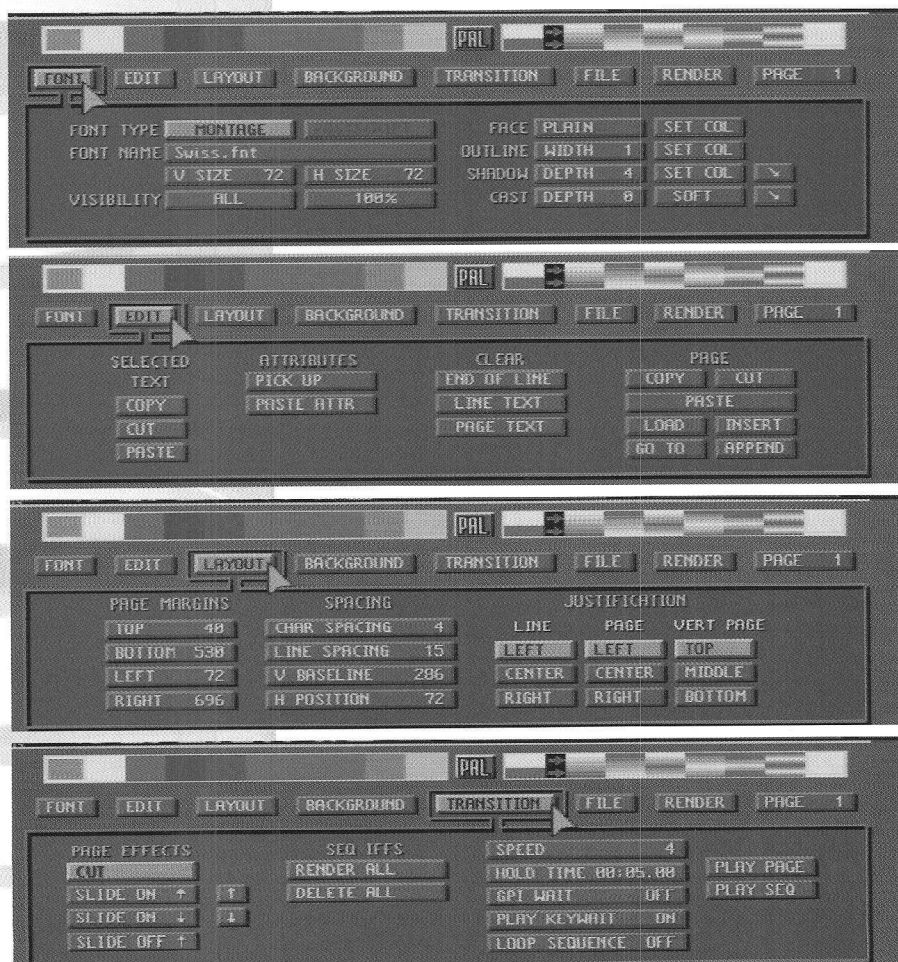 PAL
FONT EDIT LAYOUT BACKGROUND TRANSITION FILE RENDER PAGE 1
FONT TYPE MONTAGE FACE PLAIN SET COL
FONT NAME Swiss.fnt OUTLINE WIDTH 1 SET COL
V SIZE 72 H SIZE 72 SHADOW DEPTH 4 SET COL ↘
VISIBILITY ALL 100% CAST DEPTH 0 SOFT ↘
PAL
FONT EDIT LAYOUT BACKGROUND TRANSITION FILE RENDER PAGE 1
SELECTED ATTRIBUTES CLEAR PAGE
TEXT PICK UP END OF LINE COPY CUT
COPY PASTE ATTR LINE TEXT PASTE
CUT PAGE TEXT LOAD INSERT
PASTE GO TO APPEND
PAL
FONT EDIT LAYOUT BACKGROUND TRANSITION FILE RENDER PAGE 1
PAGE MARGINS SPACING JUSTIFICATION
TOP 40 CHAR SPACING 4 LINE PAGE VERT PAGE
BOTTOM 530 LINE SPACING 15 LEFT LEFT TOP
LEFT 72 V BASELINE 286 CENTER CENTER MIDDLE
RIGHT 696 H POSITION 72 RIGHT RIGHT BOTTOM
PAL
FONT EDIT LAYOUT BACKGROUND TRANSITION FILE RENDER PAGE 1
PAGE EFFECTS SEQ IFFS SPEED 4
CUT RENDER ALL HOLD TIME 00:05.00 PLAY PAGE
SLIDE ON ↑ ↑ DELETE ALL GPI WAIT OFF PLAY SEQ
SLIDE ON ↓ ↓ PLAY KEYWAIT ON
SLIDE OFF ↑ LOOP SEQUENCE OFF